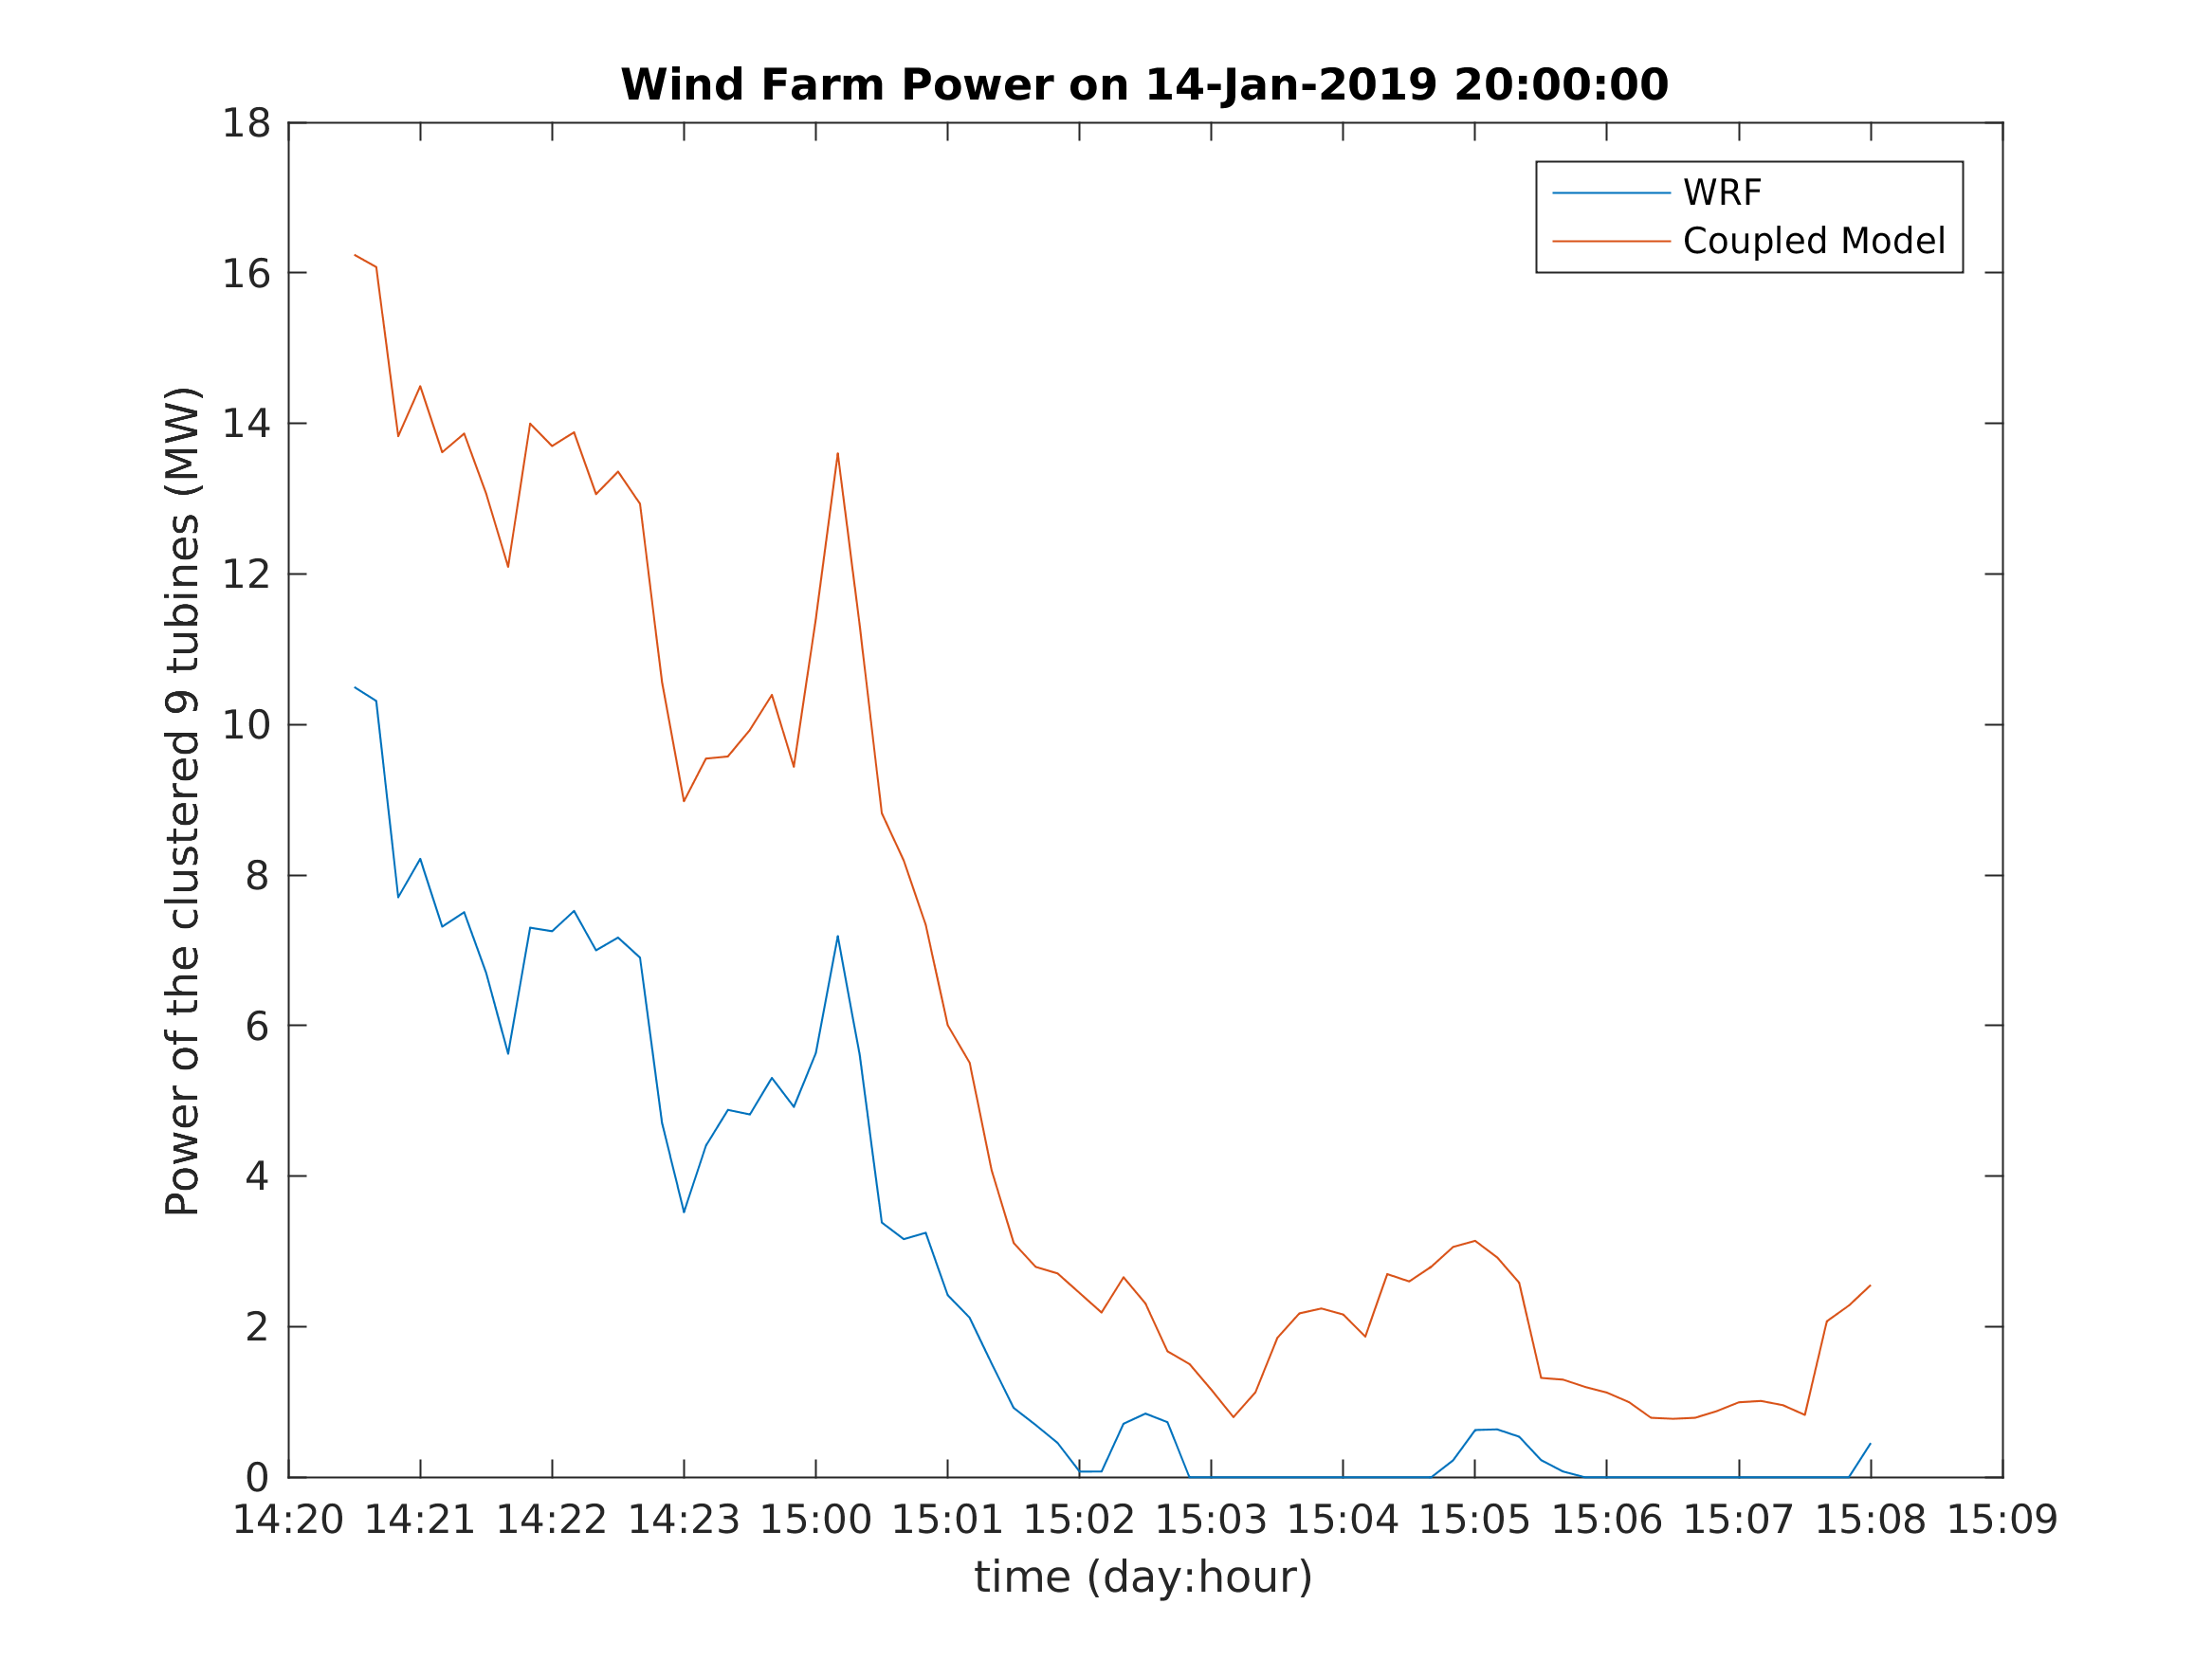 Wind Farm Power on 14-Jan-2019 20:00:00
WRF
Coupled Model
Power of the clustered 9 tubines (MW)
18
16
14
12
10
8
6
4
2
0
14:20 14:21 14:22 14:23 15:00 15:01 15:02 15:03 15:04 15:05 15:06 15:07 15:08 15:09
time (day:hour)